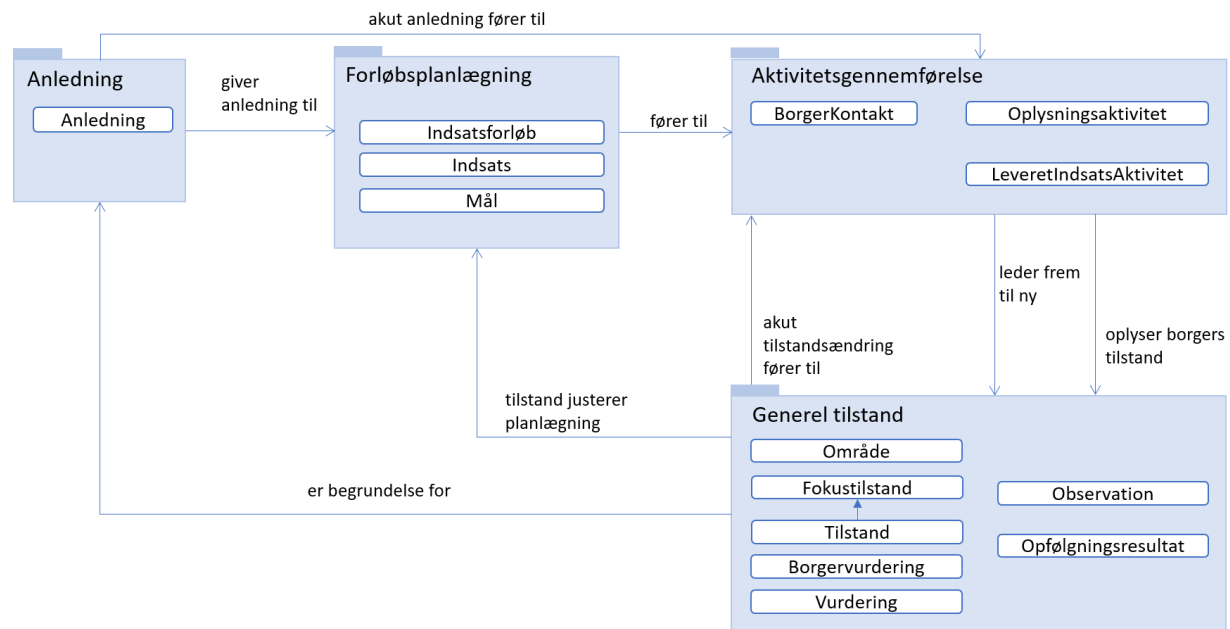 akut anledning fører til
Anledning
Anledning
giver
anledning til
Forløbsplanlægning
Indsatsforløb
Indsats
Mål
fører til
Aktivitetsgennemførelse
BorgerKontakt
Oplysningsaktivitet
LeveretIndsatsAktivitet
leder frem
til ny
oplyser borgers
tilstand
akut
tilstandsændring
fører til
tilstand justerer
planlægning
er begrundelse for
Generel tilstand
Område
Fokustilstand
Tilstand
Borgervurdering
Vurdering
Observation
Opfølgningsresultat